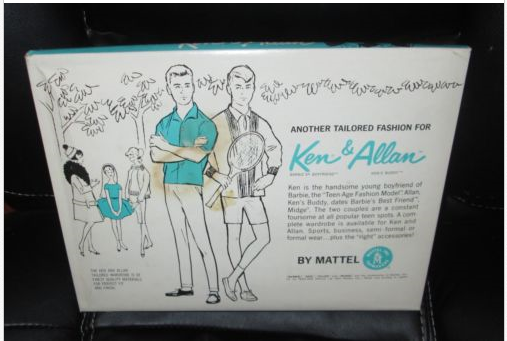 ANOTHER TAILORED FASHION FOR
Ken & Allan
Ken is the handsome young boyfriend of
Barbie, the "Teen Age Fashion Model". Allan,
Ken's Buddy, dates Barbie's Best Friend,
Midge. The two couples are a constant
foursome at all popular teen spots. A com-
plete wardrobe is available for Ken and
Allan. Sports, business, semi-formal or
formal wear...plus the "right" accessories!
BY MATTEL